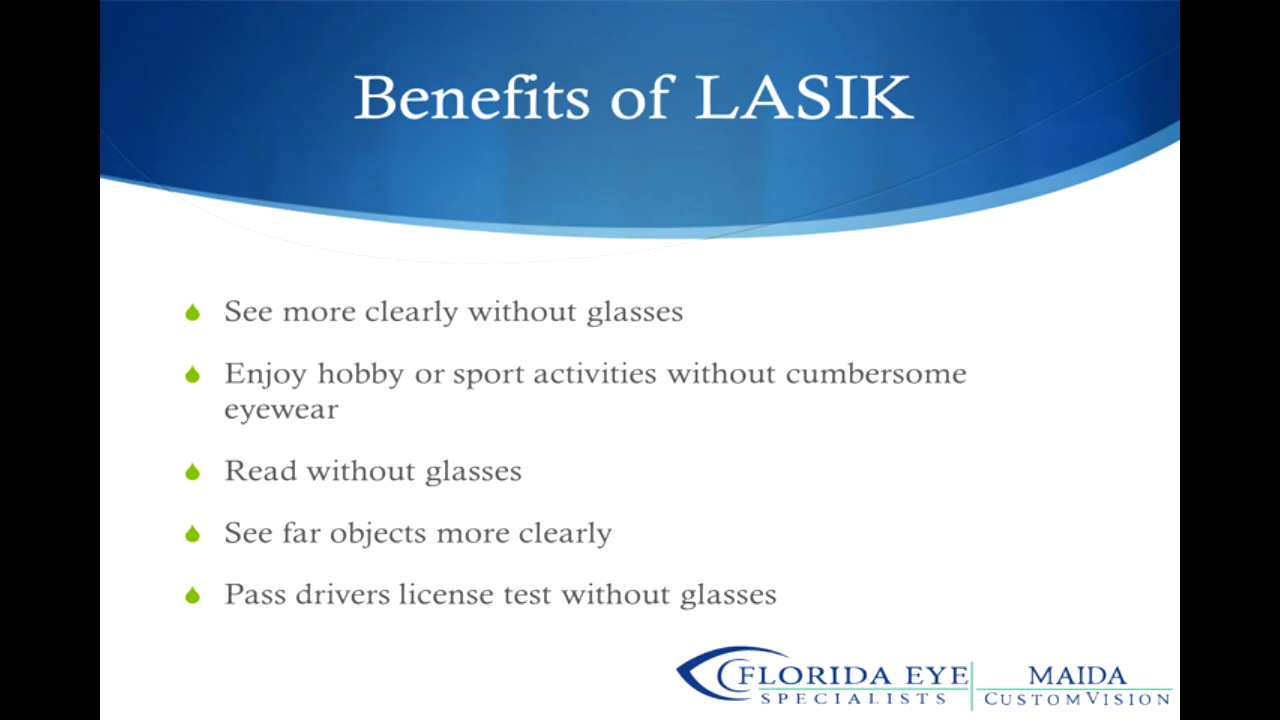 Benefits of LASIK
See more clearly without glasses
Enjoy hobby or sport activities without cumbersome
eyewear
Read without glasses
See far objects more clearly
Pass drivers license test without glasses
FLORIDA EYE
SPECIALISTS
MAIDA
CUSTOMVISION